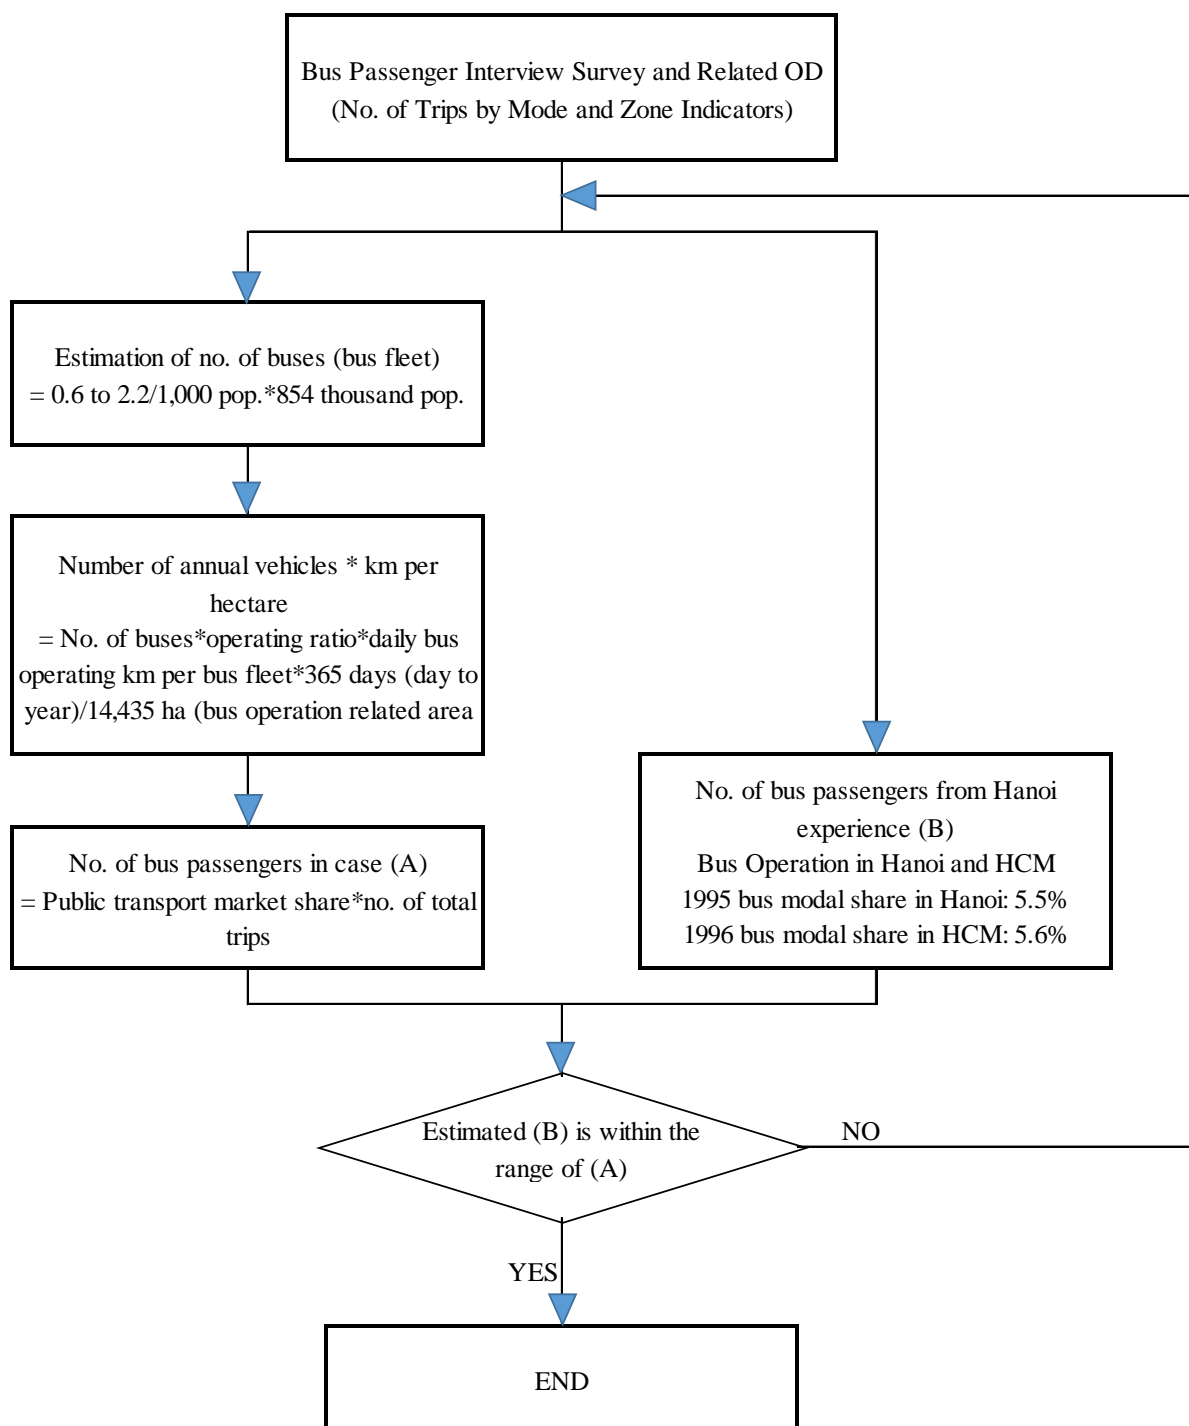 Bus Passenger Interview Survey and Related OD
(No. of Trips by Mode and Zone Indicators)
Estimation of no. of buses (bus fleet)
= 0.6 to 2.2/1,000 pop.*854 thousand pop.
Number of annual vehicles * km per
hectare
= No. of buses*operating ratio*daily bus
operating km per bus fleet*365 days (day to
year)/14,435 ha (bus operation related area
No. of bus passengers in case (A)
= Public transport market share*no. of total
trips
No. of bus passengers from Hanoi
experience (B)
Bus Operation in Hanoi and HCM
1995 bus modal share in Hanoi: 5.5%
1996 bus modal share in HCM: 5.6%
Estimated (B) is within the
range of (A)
NO
YES
END